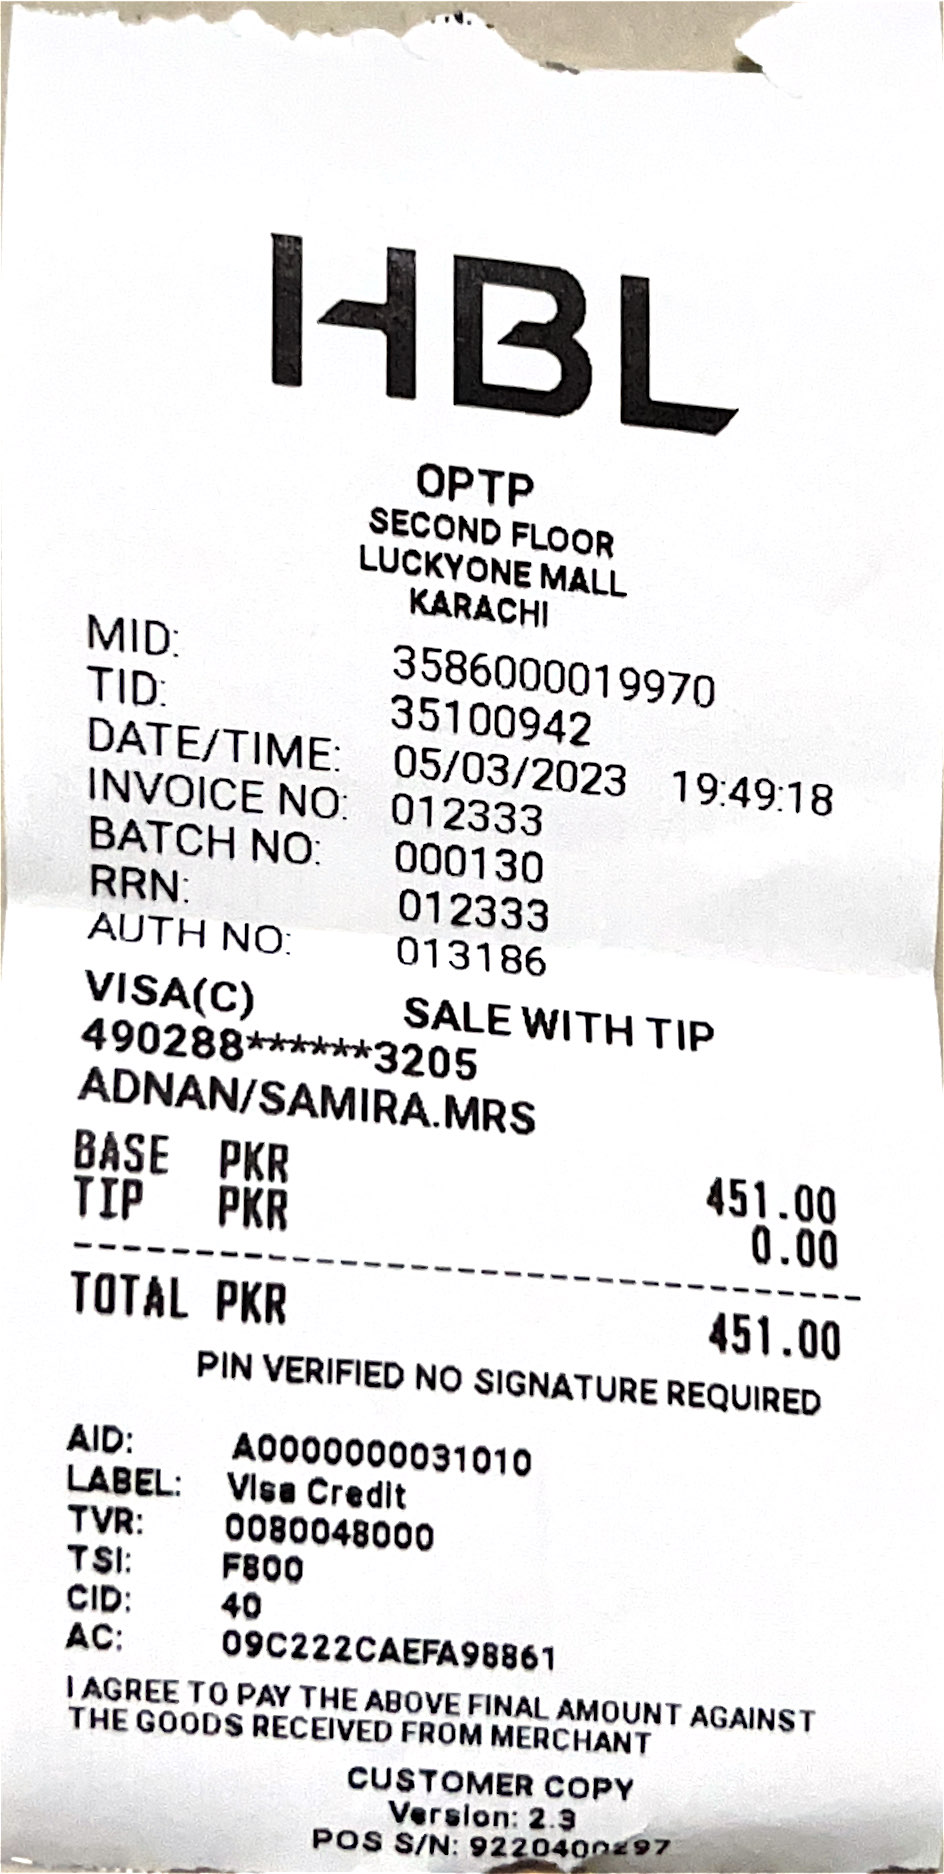 HBL
OPTP
SECOND FLOOR
LUCKYONE MALL
KARACHI
MID: 3586000019970
TID: 35100942
DATE/TIME: 05/03/2023 19:49:18
INVOICE NO: 012333
BATCH NO: 000130
RRN: 012333
AUTH NO: 013186
VISA(C) SALE WITH TIP
490288******3205
ADNAN/SAMIRA.MRS
BASE PKR 451.00
TIP PKR 0.00
TOTAL PKR 451.00
PIN VERIFIED NO SIGNATURE REQUIRED
AID: A0000000031010
LABEL: Visa Credit
TVR: 0080048000
TSI: F800
CID: 40
AC: 09C222CAEFA98861
I AGREE TO PAY THE ABOVE FINAL AMOUNT AGAINST
THE GOODS RECEIVED FROM MERCHANT
CUSTOMER COPY
Version: 2.3
POS S/N: